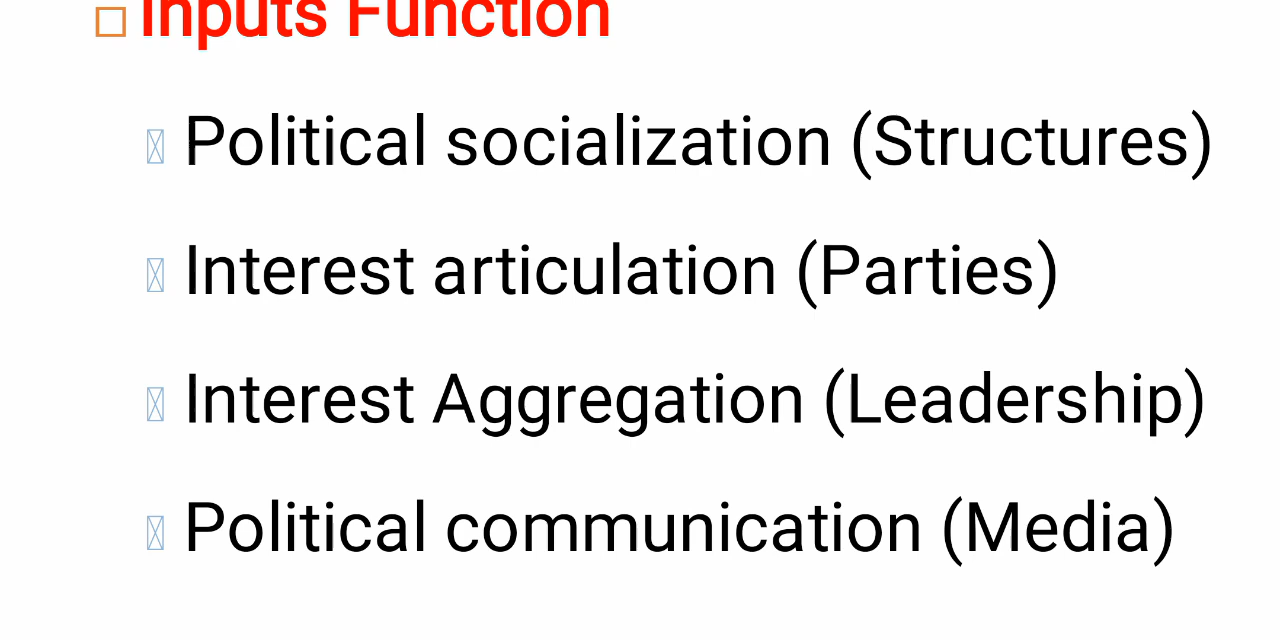 Inputs Function
Political socialization (Structures)
Interest articulation (Parties)
Interest Aggregation (Leadership)
Political communication (Media)